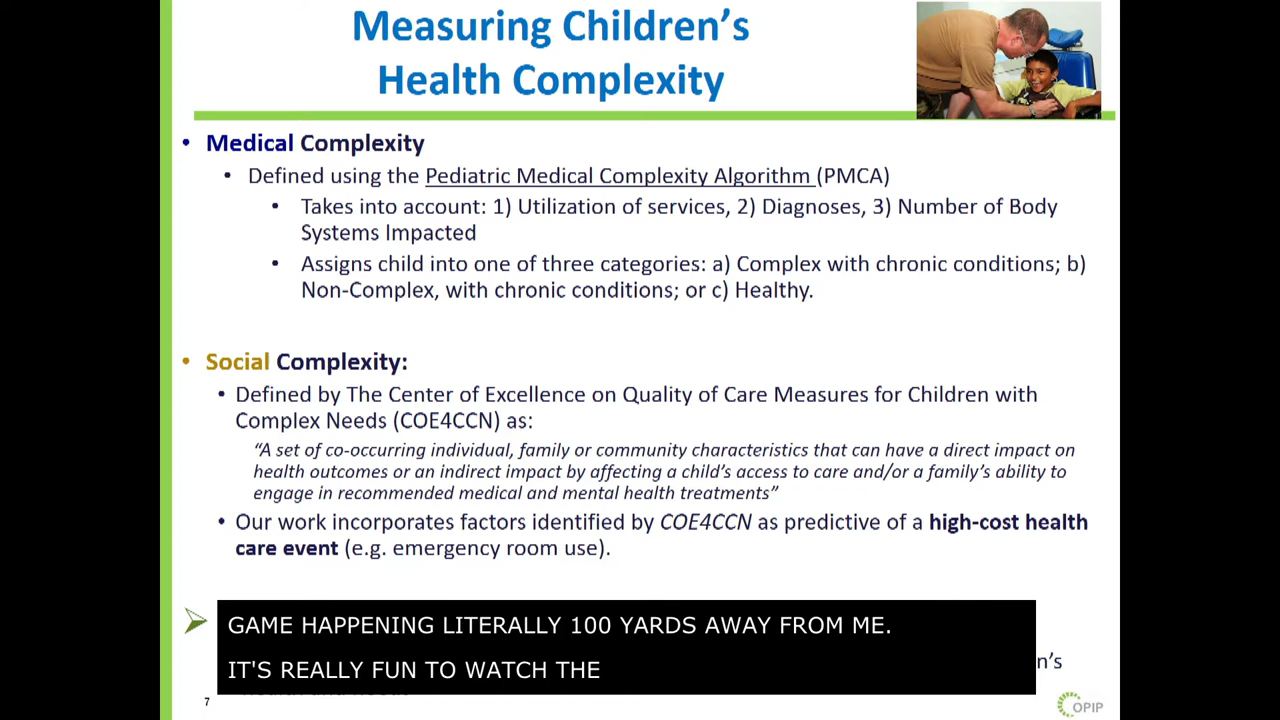 Measuring Children's
Health Complexity
• Medical Complexity
• Defined using the Pediatric Medical Complexity Algorithm (PMCA)
• Takes into account: 1) Utilization of services, 2) Diagnoses, 3) Number of Body
Systems Impacted
• Assigns child into one of three categories: a) Complex with chronic conditions; b)
Non-Complex, with chronic conditions; or c) Healthy.
• Social Complexity:
• Defined by The Center of Excellence on Quality of Care Measures for Children with
Complex Needs (COE4CCN) as:
“A set of co-occurring individual, family or community characteristics that can have a direct impact on
health outcomes or an indirect impact by affecting a child's access to care and/or a family's ability to
engage in recommended medical and mental health treatments”
• Our work incorporates factors identified by COE4CCN as predictive of a high-cost health
care event (e.g. emergency room use).
GAME HAPPENING LITERALLY 100 YARDS AWAY FROM ME.
IT'S REALLY FUN TO WATCH THE
n's
7
OPIP